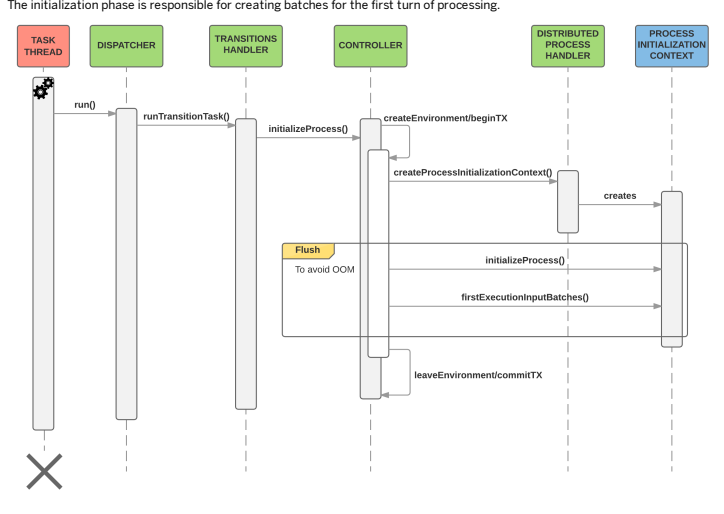 The initialization phase is responsible for creating batches for the first turn of processing.
TASK
THREAD
DISPATCHER
TRANSITIONS
HANDLER
CONTROLLER
DISTRIBUTED
PROCESS
HANDLER
PROCESS
INITIALIZATION
CONTEXT
run()
runTransitionTask()
initializeProcess()
createEnvironment/beginTX
createProcessInitializationContext()
creates
Flush
To avoid OOM
initializeProcess()
firstExecutionInputBatches()
leaveEnvironment/commitTX